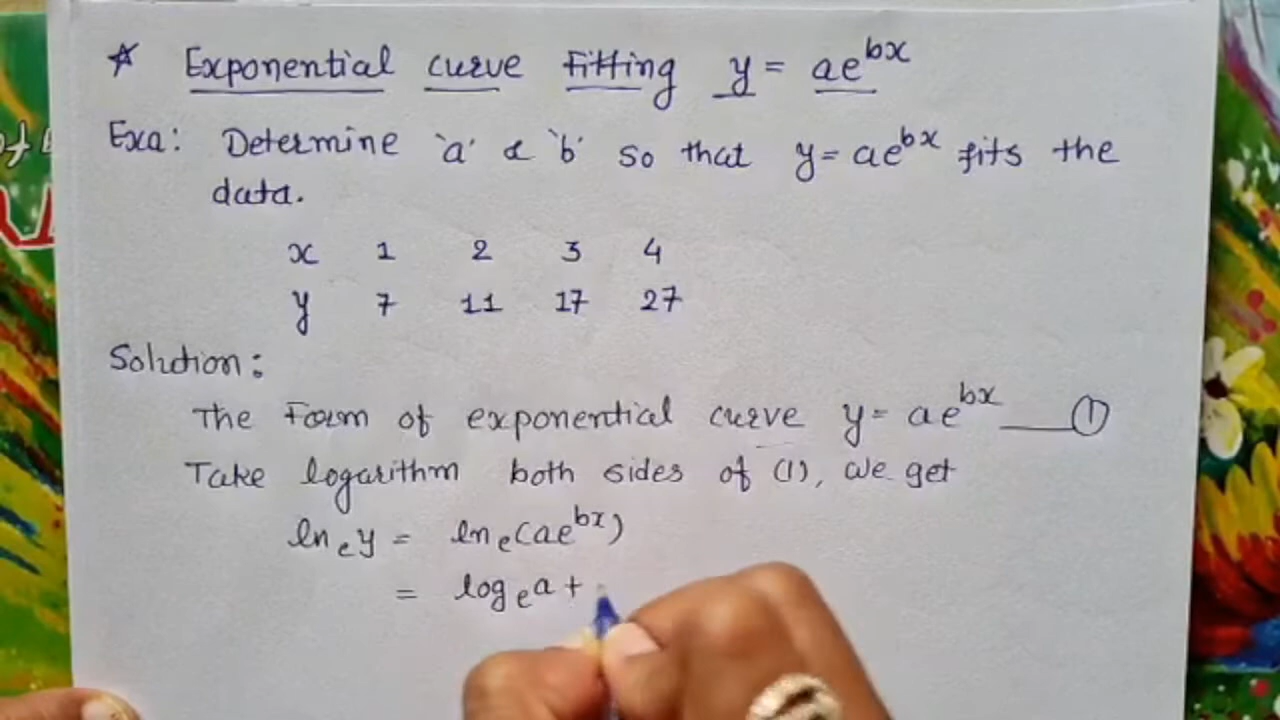 ☆ Exponential curve Fitting y = ae^bx
Exa: Determine 'a' & 'b' so that y = ae^bx fits the
data.
x 1 2 3 4
y 7 11 17 27
Solution:
The Form of exponential curve y = ae^bx ___ ①
Take logarithm both sides of (1), we get
ln_e y = ln_e (ae^bx)
= log_e a +